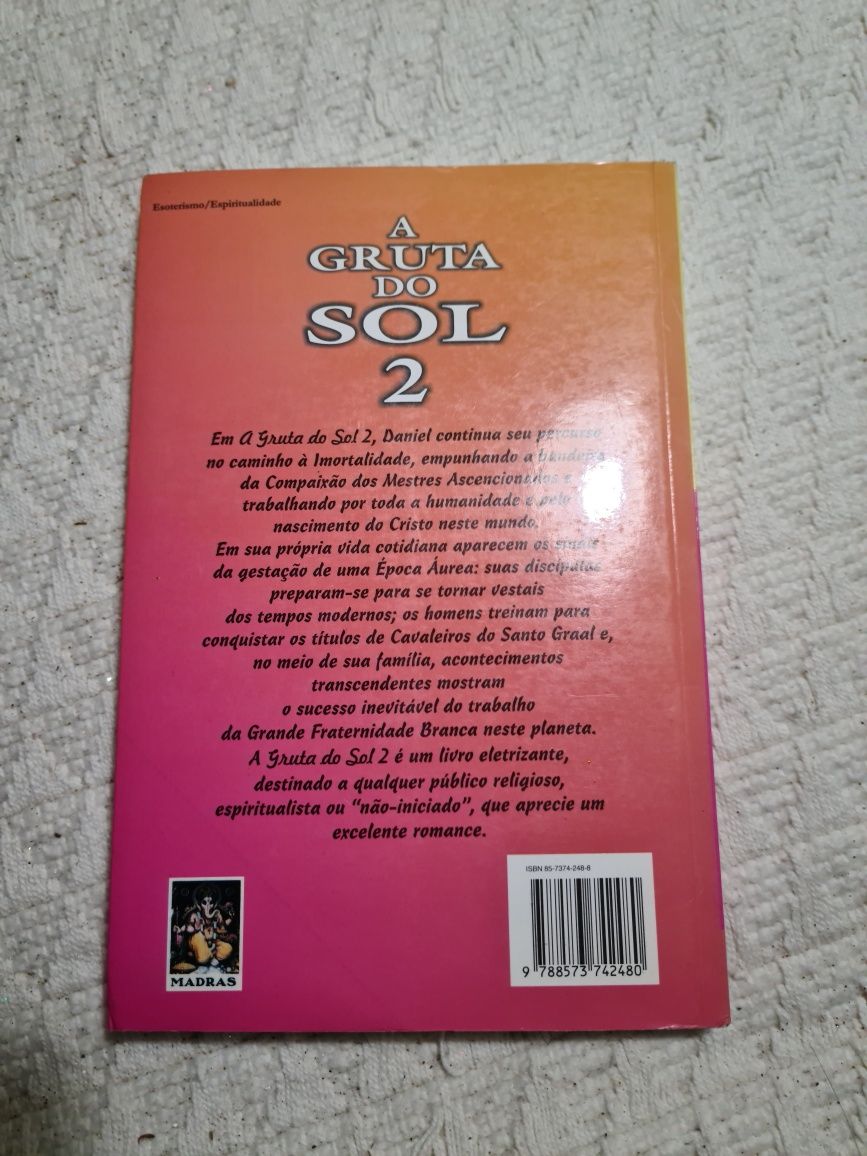 Esoterismo/Espiritualidade
A
GRUTA
DO
SOL
2
Em A Gruta do Sol 2, Daniel continua seu percurso
no caminho à Imortalidade, empunhando a bandeira
da Compaixão dos Mestres Ascencionados e
trabalhando por toda a humanidade e pelo
nascimento do Cristo neste mundo.
Em sua própria vida cotidiana aparecem os sinais
da gestação de uma Época Áurea: suas discípulas
preparam-se para se tornar vestais
dos tempos modernos; os homens treinam para
conquistar os títulos de Cavaleiros do Santo Graal e,
no meio de sua família, acontecimentos
transcendentes mostram
o sucesso inevitável do trabalho
da Grande Fraternidade Branca neste planeta.
A Gruta do Sol 2 é um livro eletrizante,
destinado a qualquer público religioso,
espiritualista ou “não-iniciado”, que aprecie um
excelente romance.
MADRAS
ISBN 85-7374-248-8
9 788573 742480